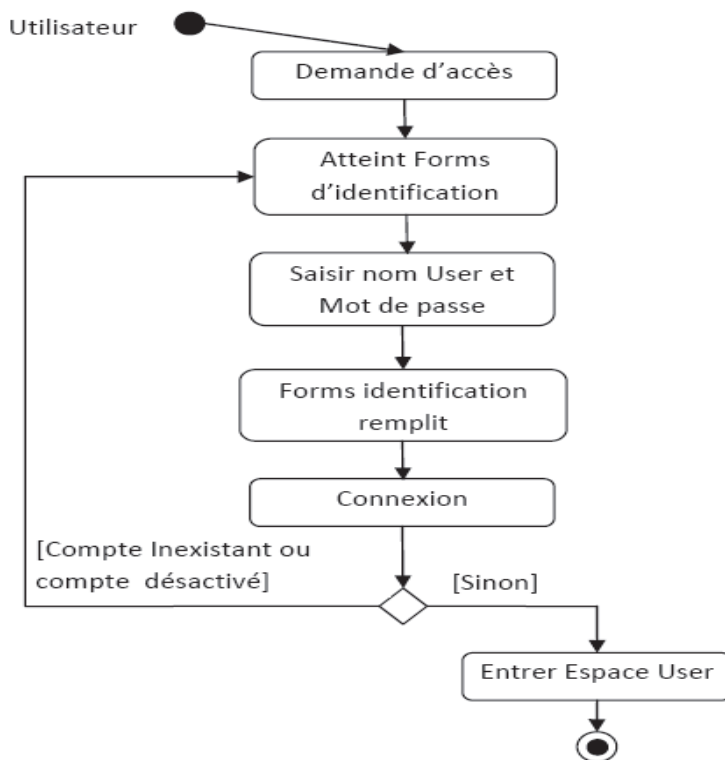 Utilisateur
Demande d’accès
Atteint Forms
d’identification
Saisir nom User et
Mot de passe
Forms identification
remplit
Connexion
[Compte Inexistant ou
compte désactivé]
[Sinon]
Entrer Espace User